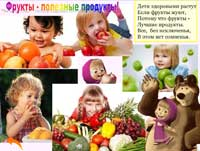 Фрукты - полезные продукты!
Дети здоровыми растут
Если фрукты жуют,
Потому что фрукты -
Лучшие продукты.
Все, без исключенья,
В этом нет сомненья.